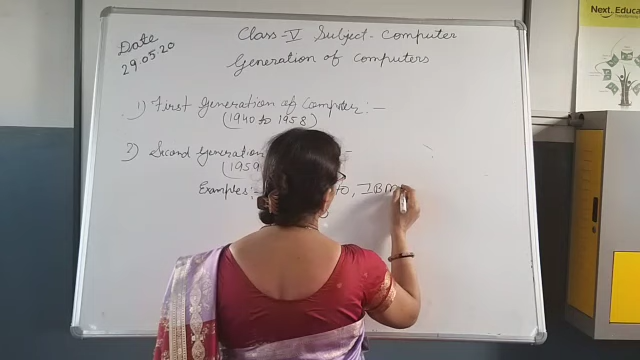 Date
29.05.20
Class - V Subject - Computer
Generation of Computers
1) First Generation of Computer :-
(1940 to 1958)
2) Second Generation
(1959
Examples:- to, IBM
Next. Educa